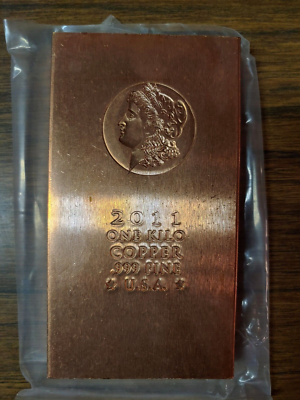 2011
ONE KILO
COPPER
.999 FINE
U.S.A.